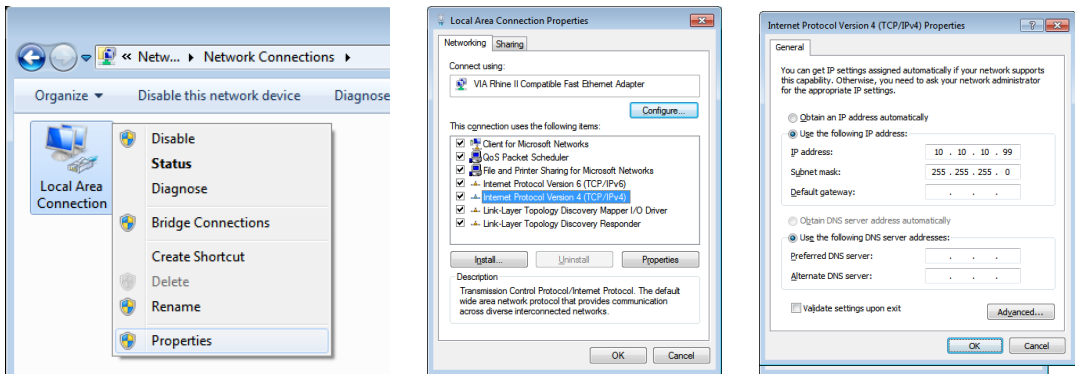 « Netw... ▸ Network Connections ▸
Organize ▼ Disable this network device Diagnose
Local Area
Connection
Disable
Status
Diagnose
Bridge Connections
Create Shortcut
Delete
Rename
Properties
Local Area Connection Properties
Networking Sharing
Connect using:
VIA Rhine II Compatible Fast Ethernet Adapter
Configure...
This connection uses the following items:
Client for Microsoft Networks
QoS Packet Scheduler
File and Printer Sharing for Microsoft Networks
Internet Protocol Version 6 (TCP/IPv6)
Internet Protocol Version 4 (TCP/IPv4)
Link-Layer Topology Discovery Mapper I/O Driver
Link-Layer Topology Discovery Responder
Install... Uninstall Properties
Description
Transmission Control Protocol/Internet Protocol. The default
wide area network protocol that provides communication
across diverse interconnected networks.
OK Cancel
Internet Protocol Version 4 (TCP/IPv4) Properties
General
You can get IP settings assigned automatically if your network supports
this capability. Otherwise, you need to ask your network administrator
for the appropriate IP settings.
Obtain an IP address automatically
Use the following IP address:
IP address: 10 . 10 . 10 . 99
Subnet mask: 255 . 255 . 255 . 0
Default gateway: . . .
Obtain DNS server address automatically
Use the following DNS server addresses:
Preferred DNS server: . . .
Alternate DNS server: . . .
Validate settings upon exit
Advanced...
OK Cancel